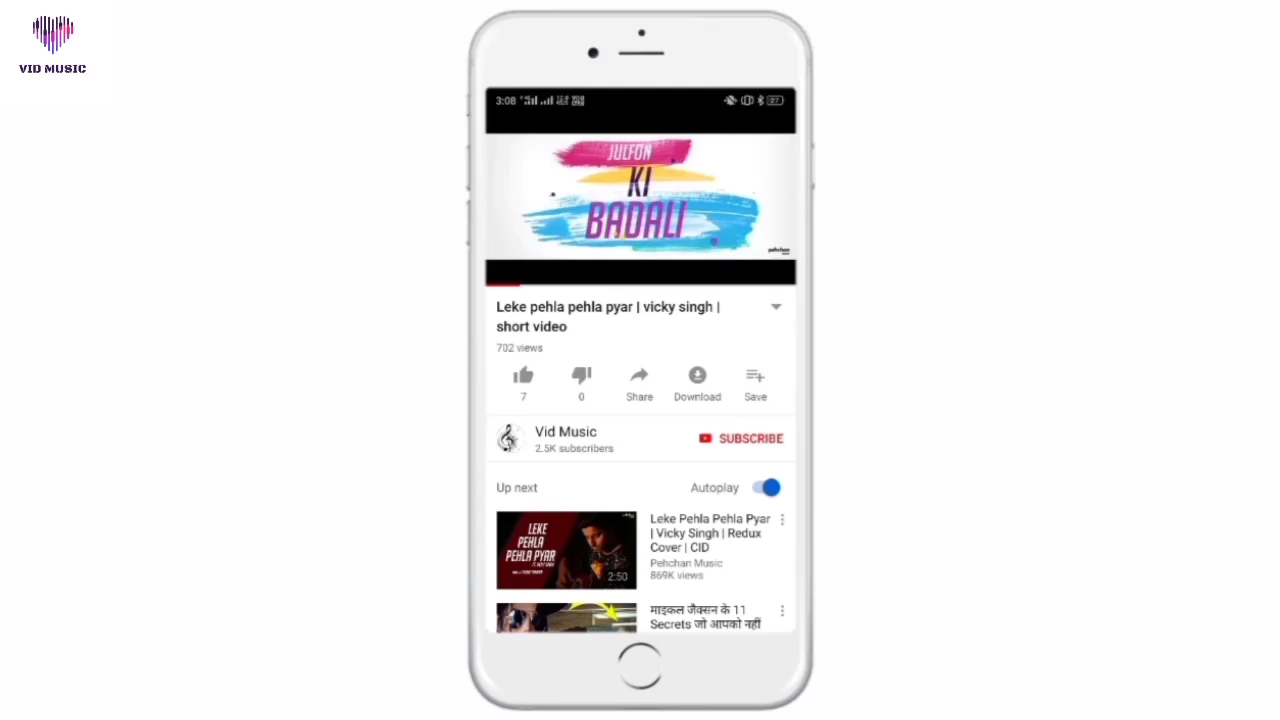 VID MUSIC
3:08
27
JULFON
KI
BADALI
pehchan
Leke pehla pehla pyar | vicky singh |
short video
702 views
7
0
Share
Download
Save
Vid Music
2.5K subscribers
SUBSCRIBE
Up next
Autoplay
LEKE
PEHLA
PEHLA PYAR
2:50
Leke Pehla Pehla Pyar
| Vicky Singh | Redux
Cover | CID
Pehchan Music
869K views
माइकल जैक्सन के 11
Secrets जो आपको नहीं